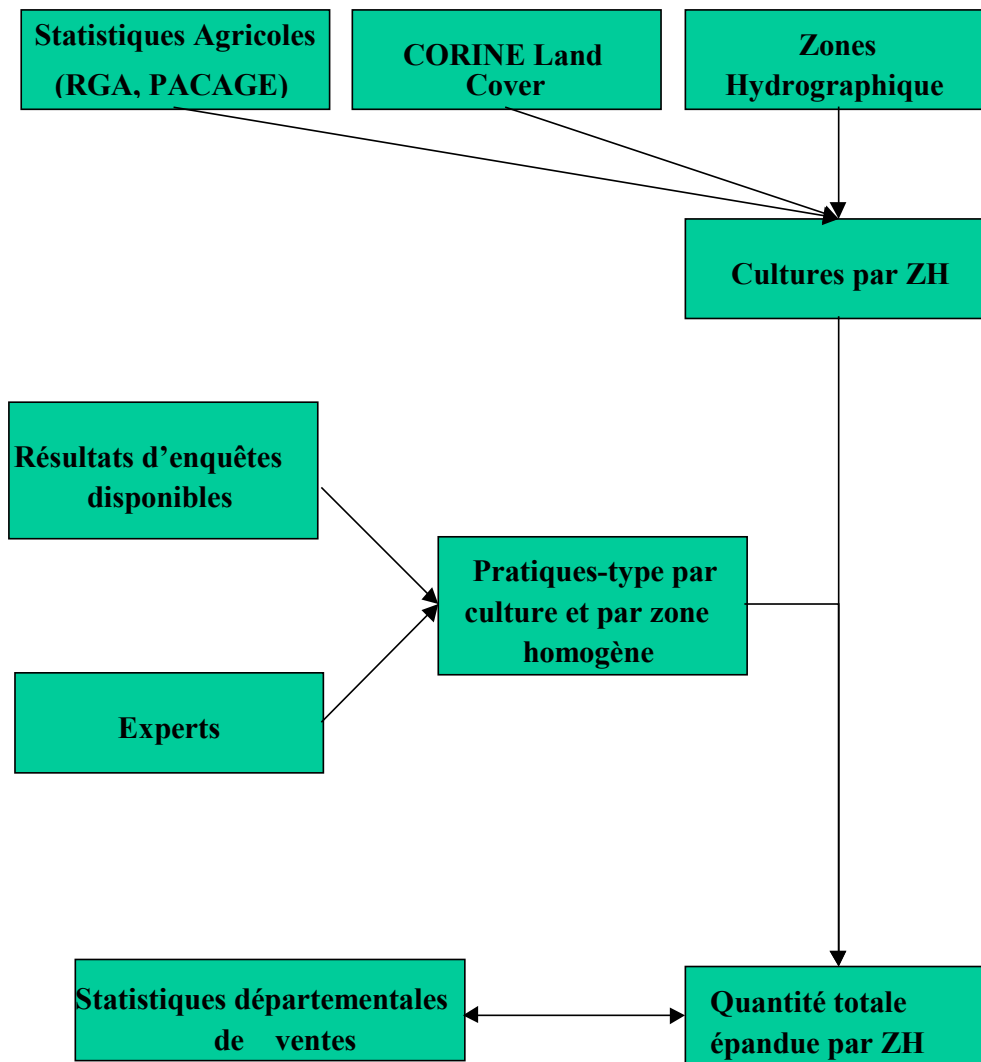 Statistiques Agricoles
(RGA, PACAGE)
CORINE Land
Cover
Zones
Hydrographique
Cultures par ZH
Résultats d’enquêtes
disponibles
Pratiques-type par
culture et par zone
homogène
Experts
Statistiques départementales
de ventes
Quantité totale
épandue par ZH